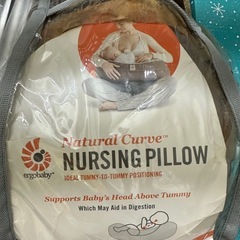 Natural Curve™
NURSING PILLOW
ergobaby®
IDEAL TUMMY-TO-TUMMY POSITIONING
Supports Baby's Head Above Tummy
Which May Aid in Digestion